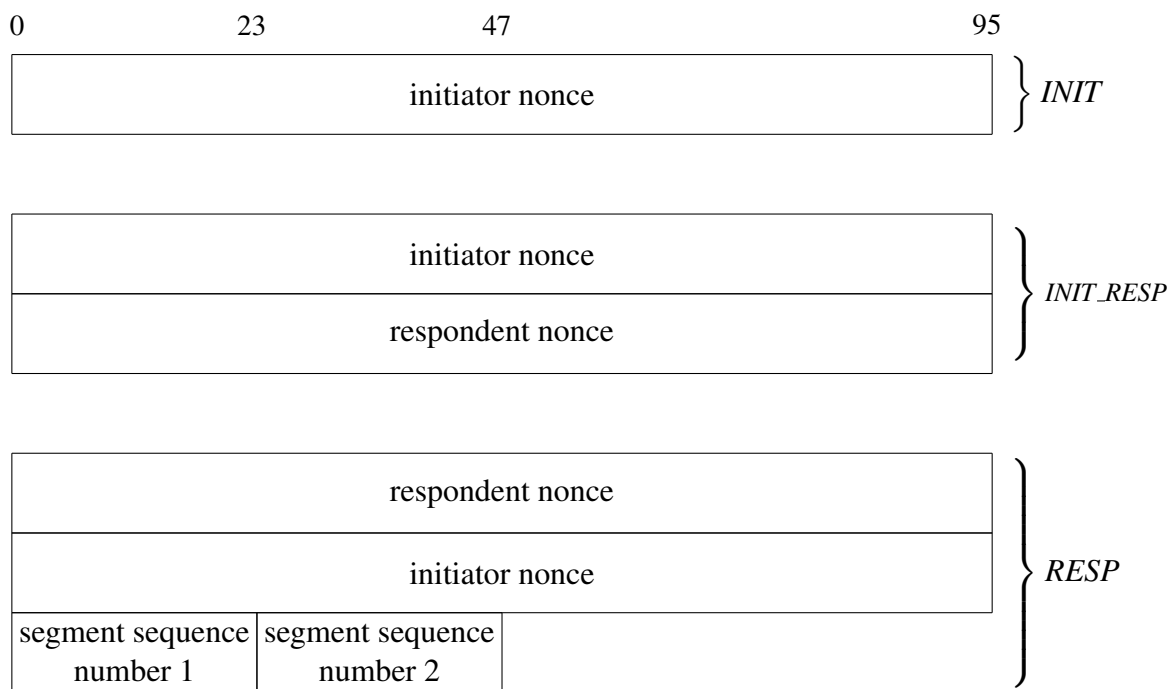 0 23 47 95
initiator nonce
INIT
initiator nonce
respondent nonce
INIT_RESP
respondent nonce
initiator nonce
RESP
segment sequence number 1
segment sequence number 2